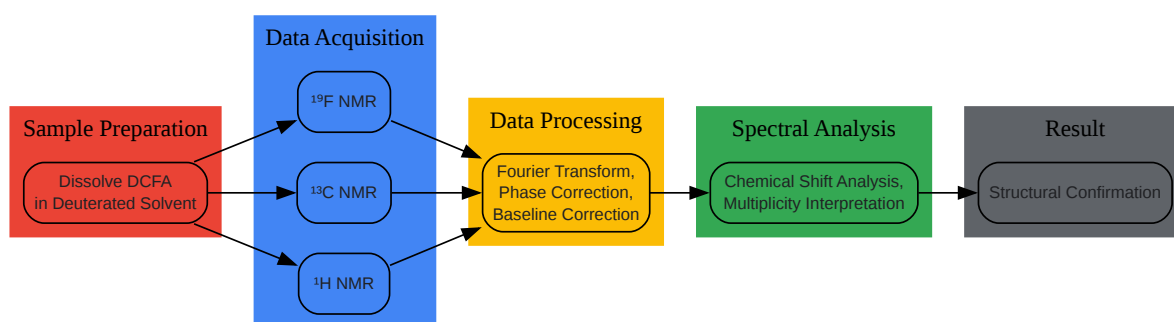 Sample Preparation
Dissolve DCFA
in Deuterated Solvent
Data Acquisition
¹⁹F NMR
¹³C NMR
¹H NMR
Data Processing
Fourier Transform,
Phase Correction,
Baseline Correction
Spectral Analysis
Chemical Shift Analysis,
Multiplicity Interpretation
Result
Structural Confirmation